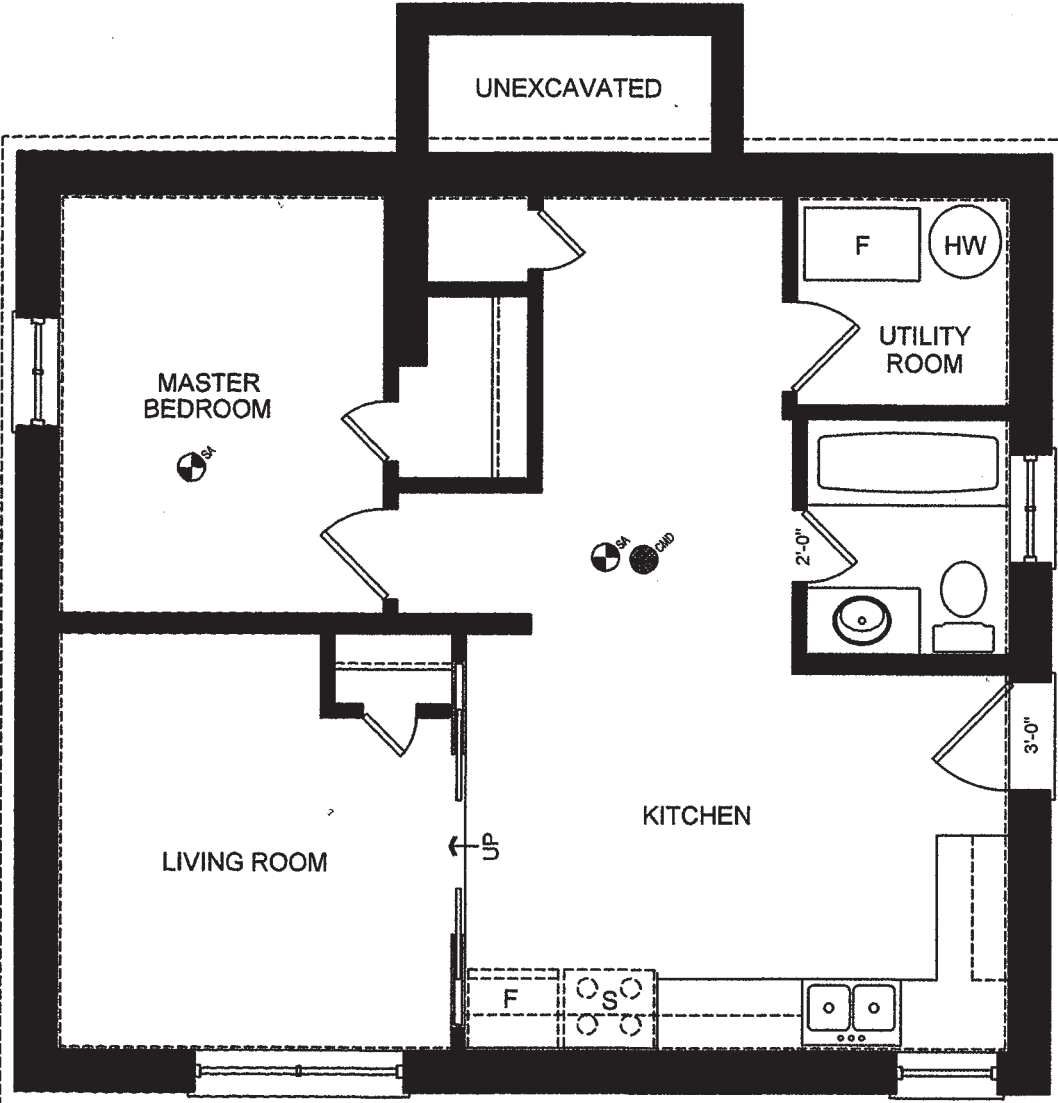 UNEXCAVATED
F
HW
UTILITY
ROOM
MASTER
BEDROOM
SA
SA
CMD
2'-0"
3'-0"
KITCHEN
UP
LIVING ROOM
F
S